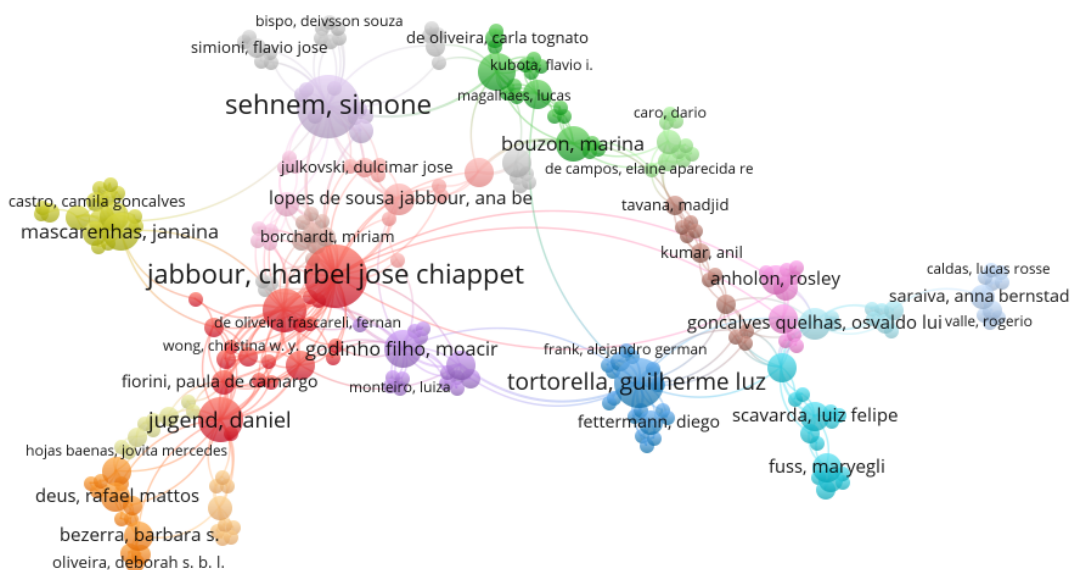 bispo, deivsson souza
simioni, flavio jose
de oliveira, carla tognato
kubota, flavio i.
sehnem, simone
magalhaes, lucas
caro, dario
bouzon, marina
julkovski, dulcimar jose
de campos, elaine aparecida re
castro, camila goncalves
lopes de sousa jabbour, ana be
tavana, madjid
mascarenhas, janaina
borchardt, miriam
kumar, anil
jabbour, charbel jose chiappet
anholon, rosley
caldas, lucas rosse
saraiva, anna bernstad
de oliveira frascareli, fernan
goncalves quelhas, osvaldo lui
valle, rogerio
wong, christina w. y.
godinho filho, moacir
frank, alejandro german
fiorini, paula de camargo
monteiro, luiza
tortorella, guilherme luz
jugend, daniel
fettermann, diego
scavarda, luiz felipe
hojas baenas, jovita mercedes
fuss, maryegli
deus, rafael mattos
bezerra, barbara s.
oliveira, deborah s. b. l.